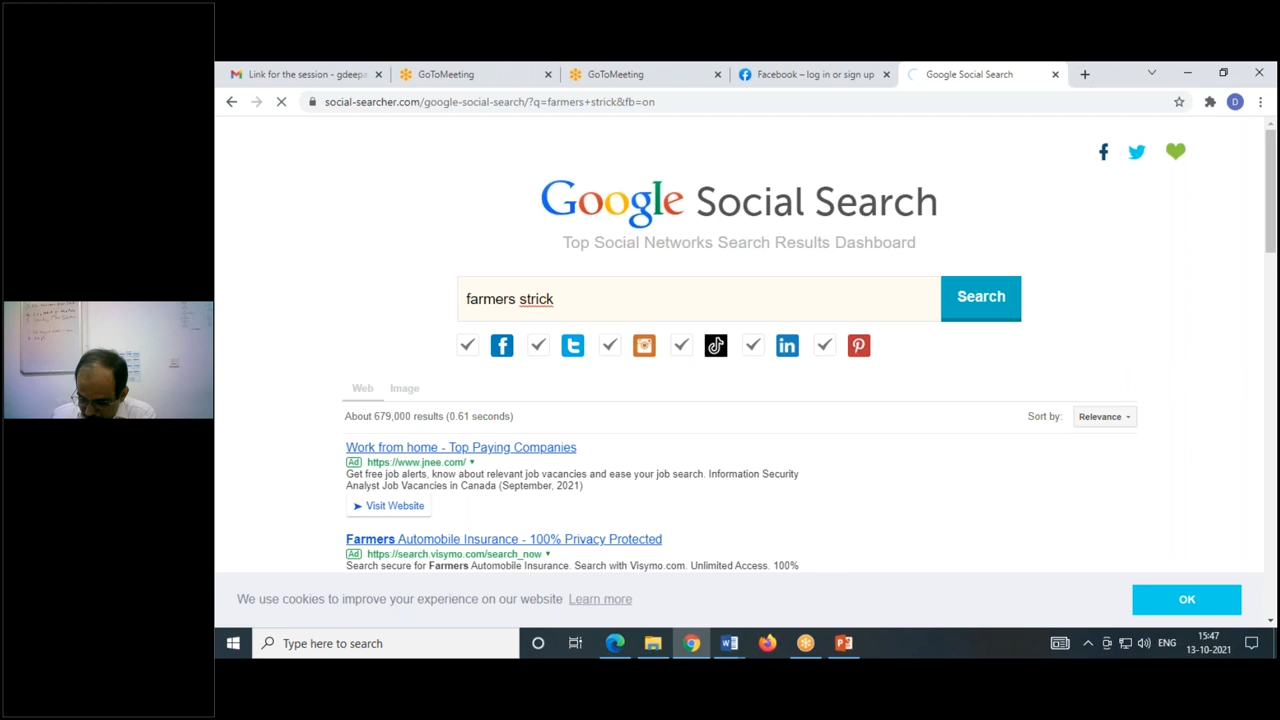 Link for the session - gdeepa
GoToMeeting
GoToMeeting
Facebook – log in or sign up
Google Social Search
social-searcher.com/google-social-search/?q=farmers+strick&fb=on
D
Google Social Search
Top Social Networks Search Results Dashboard
farmers strick
Search
Web Image
About 679,000 results (0.61 seconds)
Sort by: Relevance
Work from home - Top Paying Companies
Ad https://www.jnee.com/
Get free job alerts, know about relevant job vacancies and ease your job search. Information Security
Analyst Job Vacancies in Canada (September, 2021)
Visit Website
Farmers Automobile Insurance - 100% Privacy Protected
Ad https://search.visymo.com/search_now
Search secure for Farmers Automobile Insurance. Search with Visymo.com. Unlimited Access. 100%
We use cookies to improve your experience on our website Learn more
OK
Type here to search
ENG
15:47
13-10-2021